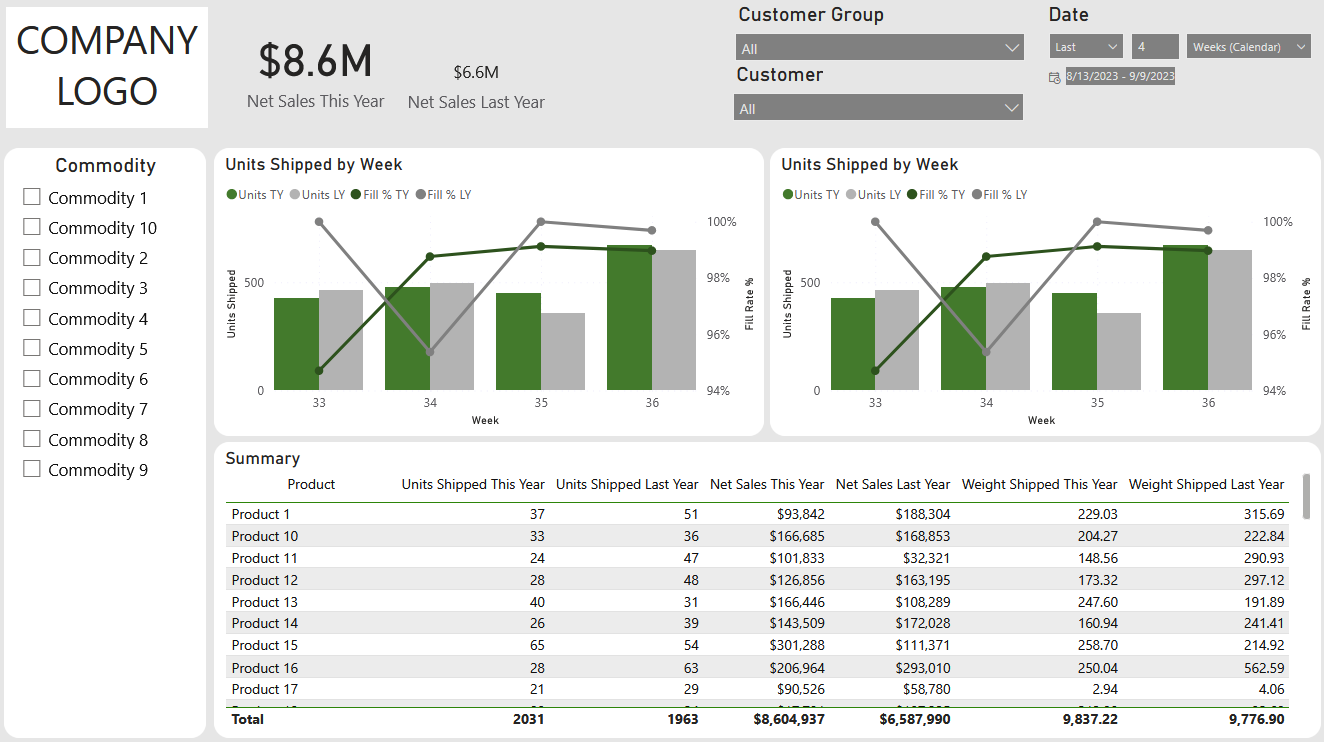 COMPANY
LOGO
$8.6M
Net Sales This Year
$6.6M
Net Sales Last Year
Customer Group
All
Customer
All
Date
Last
4
Weeks (Calendar)
8/13/2023 - 9/9/2023
Commodity
Commodity 1
Commodity 10
Commodity 2
Commodity 3
Commodity 4
Commodity 5
Commodity 6
Commodity 7
Commodity 8
Commodity 9
Units Shipped by Week
Units TY Units LY Fill % TY Fill % LY
Units Shipped
500
0
100%
98%
96%
94%
Fill Rate %
33 34 35 36
Week
Units Shipped by Week
Units TY Units LY Fill % TY Fill % LY
Units Shipped
500
0
100%
98%
96%
94%
Fill Rate %
33 34 35 36
Week
Summary
Product Units Shipped This Year Units Shipped Last Year Net Sales This Year Net Sales Last Year Weight Shipped This Year Weight Shipped Last Year
Product 1 37 51 $93,842 $188,304 229.03 315.69
Product 10 33 36 $166,685 $168,853 204.27 222.84
Product 11 24 47 $101,833 $32,321 148.56 290.93
Product 12 28 48 $126,856 $163,195 173.32 297.12
Product 13 40 31 $166,446 $108,289 247.60 191.89
Product 14 26 39 $143,509 $172,028 160.94 241.41
Product 15 65 54 $301,288 $111,371 258.70 214.92
Product 16 28 63 $206,964 $293,010 250.04 562.59
Product 17 21 29 $90,526 $58,780 2.94 4.06
Total 2031 1963 $8,604,937 $6,587,990 9,837.22 9,776.90